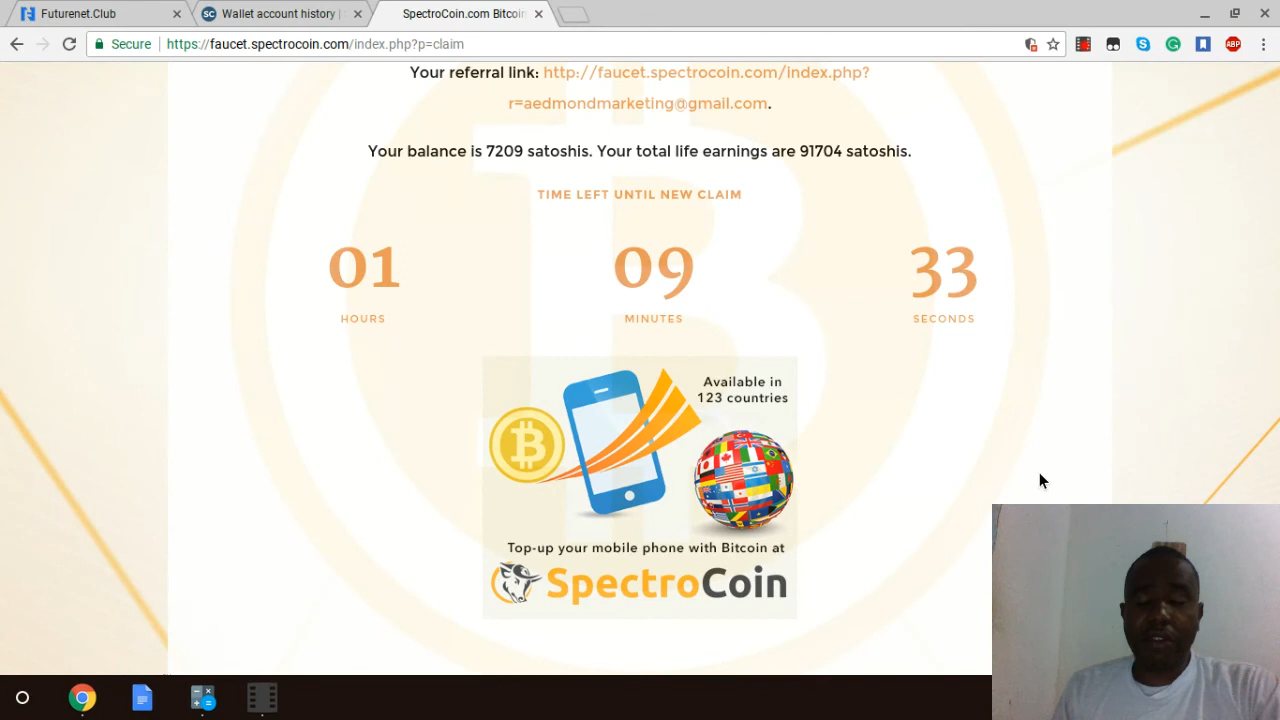 Futurenet.Club
Wallet account history |
SpectroCoin.com Bitcoin
Secure
https://faucet.spectrocoin.com/index.php?p=claim
ABP
Your referral link: http://faucet.spectrocoin.com/index.php?
r=aedmondmarketing@gmail.com.
Your balance is 7209 satoshis. Your total life earnings are 91704 satoshis.
TIME LEFT UNTIL NEW CLAIM
01 09 33
HOURS MINUTES SECONDS
Available in
123 countries
Top-up your mobile phone with Bitcoin at
SpectroCoin